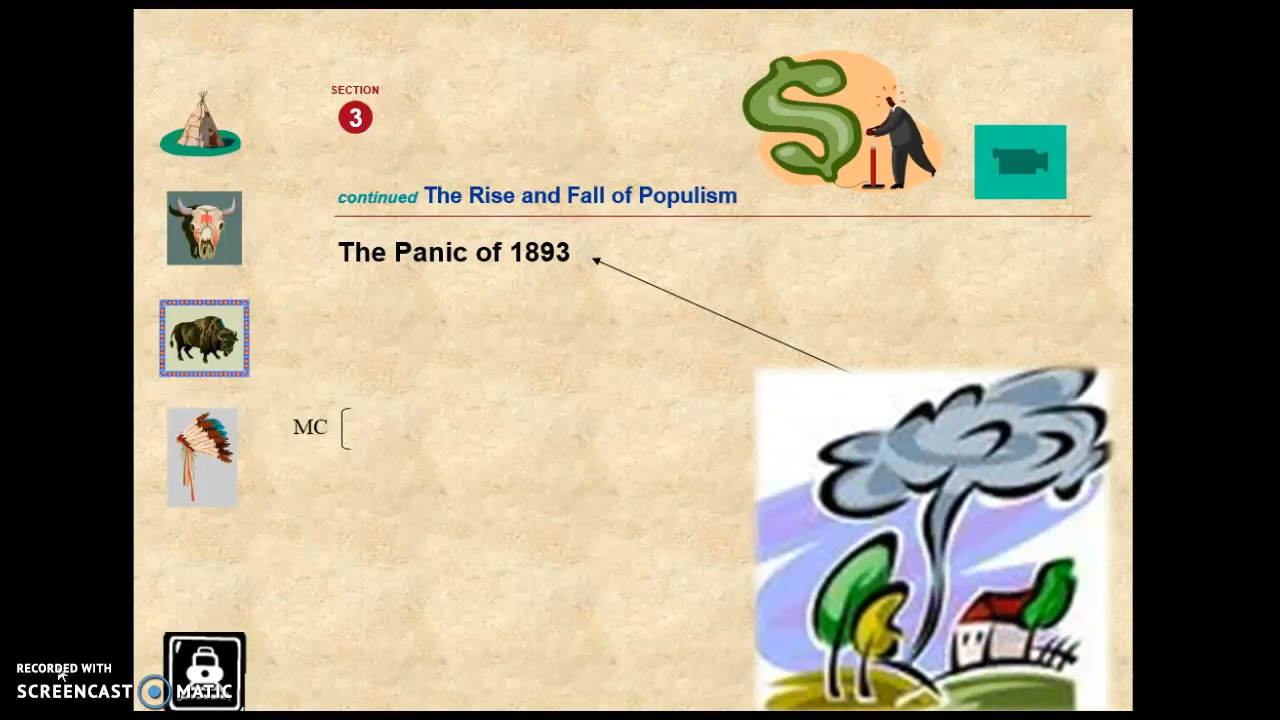 SECTION
3
continued The Rise and Fall of Populism
The Panic of 1893
MC
RECORDED WITH
SCREENCAST MATIC